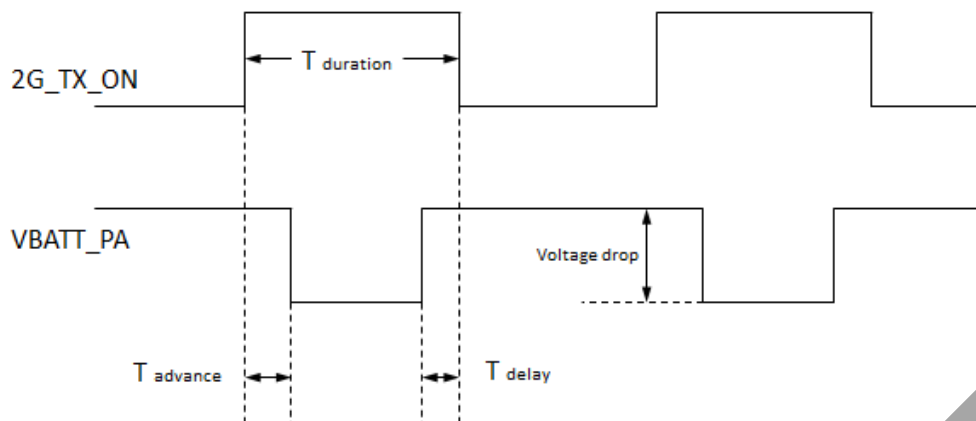 T duration
2G_TX_ON
VBATT_PA
Voltage drop
T advance
T delay